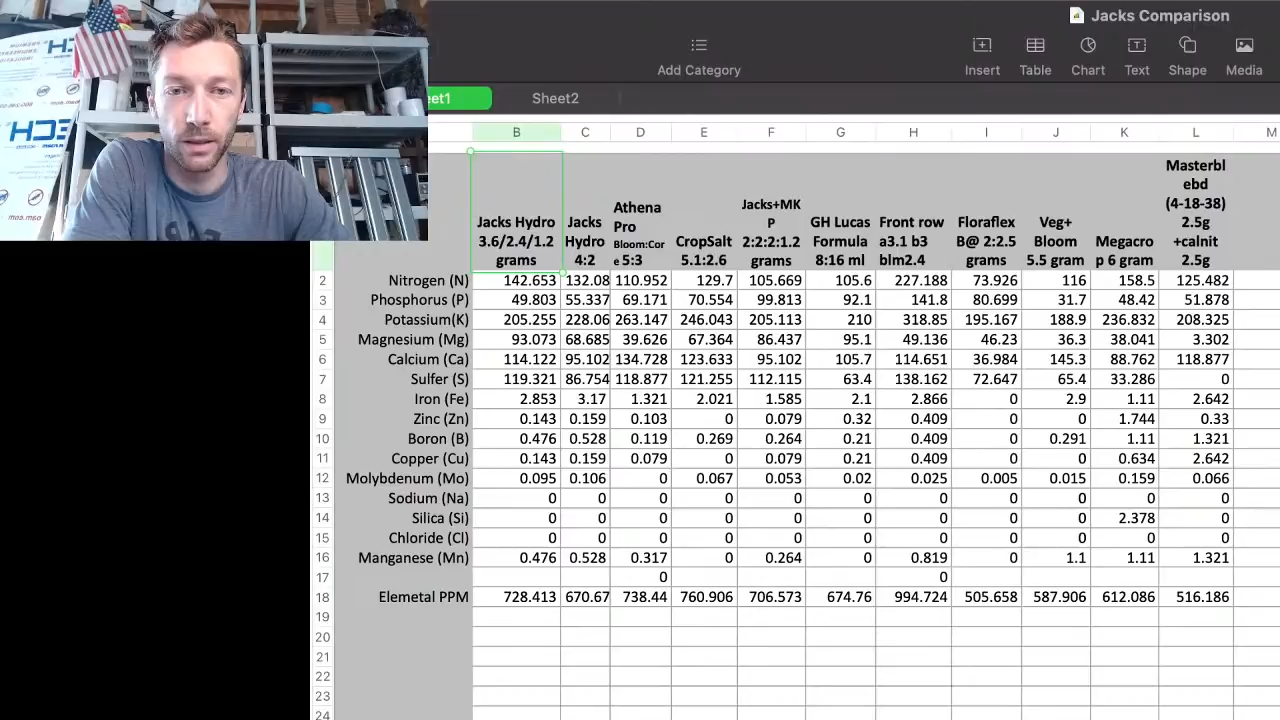 Jacks Comparison
Add Category
Insert
Table
Chart
Text
Shape
Media
eet1
Sheet2
B C D E F G H I J K L M
Jacks Hydro
3.6/2.4/1.2
grams
Jacks
Hydro
4:2
Athena
Pro
Bloom:Cor
e 5:3
CropSalt
5.1:2.6
Jacks+MK
P
2:2:2:1.2
grams
GH Lucas
Formula
8:16 ml
Front row
a3.1 b3
blm2.4
Floraflex
B@ 2:2.5
grams
Veg+
Bloom
5.5 gram
Megacro
p 6 gram
Masterbl
ebd
(4-18-38)
2.5g
+calnit
2.5g
2 Nitrogen (N) 142.653 132.08 110.952 129.7 105.669 105.6 227.188 73.926 116 158.5 125.482
3 Phosphorus (P) 49.803 55.337 69.171 70.554 99.813 92.1 141.8 80.699 31.7 48.42 51.878
4 Potassium(K) 205.255 228.06 263.147 246.043 205.113 210 318.85 195.167 188.9 236.832 208.325
5 Magnesium (Mg) 93.073 68.685 39.626 67.364 86.437 95.1 49.136 46.23 36.3 38.041 3.302
6 Calcium (Ca) 114.122 95.102 134.728 123.633 95.102 105.7 114.651 36.984 145.3 88.762 118.877
7 Sulfer (S) 119.321 86.754 118.877 121.255 112.115 63.4 138.162 72.647 65.4 33.286 0
8 Iron (Fe) 2.853 3.17 1.321 2.021 1.585 2.1 2.866 0 2.9 1.11 2.642
9 Zinc (Zn) 0.143 0.159 0.103 0 0.079 0.32 0.409 0 0 1.744 0.33
10 Boron (B) 0.476 0.528 0.119 0.269 0.264 0.21 0.409 0 0.291 1.11 1.321
11 Copper (Cu) 0.143 0.159 0.079 0 0.079 0.21 0.409 0 0 0.634 2.642
12 Molybdenum (Mo) 0.095 0.106 0 0.067 0.053 0.02 0.025 0.005 0.015 0.159 0.066
13 Sodium (Na) 0 0 0 0 0 0 0 0 0 0 0
14 Silica (Si) 0 0 0 0 0 0 0 0 0 2.378 0
15 Chloride (Cl) 0 0 0 0 0 0 0 0 0 0 0
16 Manganese (Mn) 0.476 0.528 0.317 0 0.264 0 0.819 0 1.1 1.11 1.321
17 0 0
18 Elemetal PPM 728.413 670.67 738.44 760.906 706.573 674.76 994.724 505.658 587.906 612.086 516.186
19
20
21
22
23
24